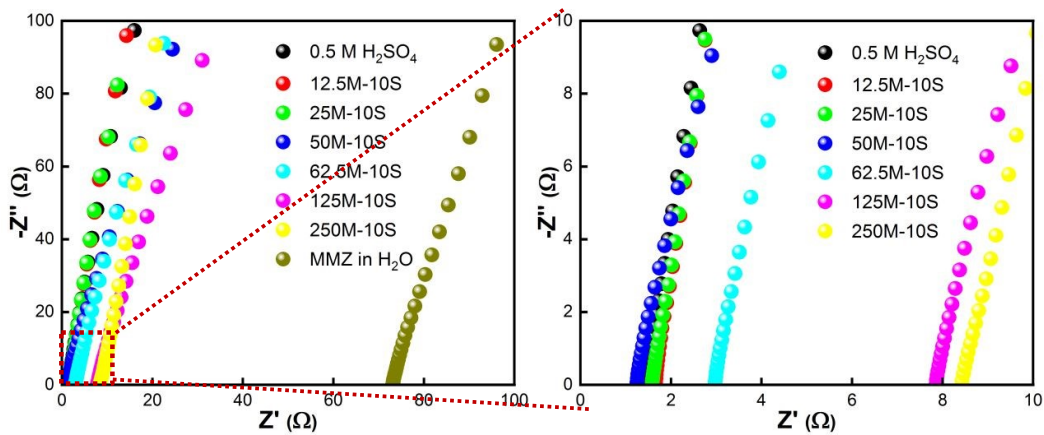 100
80
60
40
20
0
-Z'' (Ω)
0.5 M H₂SO₄
12.5M-10S
25M-10S
50M-10S
62.5M-10S
125M-10S
250M-10S
MMZ in H₂O
0 20 40 60 80 100
Z' (Ω)
10
8
6
4
2
0
0.5 M H₂SO₄
12.5M-10S
25M-10S
50M-10S
62.5M-10S
125M-10S
250M-10S
0 2 4 6 8 10
Z' (Ω)